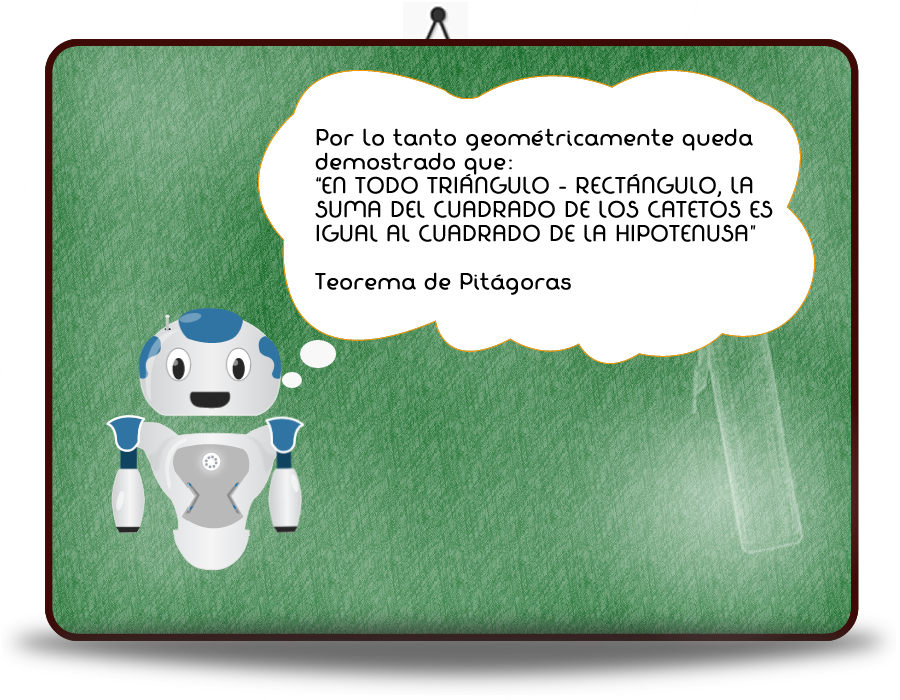 Por lo tanto geométricamente queda
demostrado que:
"EN TODO TRIÁNGULO - RECTÁNGULO, LA
SUMA DEL CUADRADO DE LOS CATETOS ES
IGUAL AL CUADRADO DE LA HIPOTENUSA"
Teorema de Pitágoras